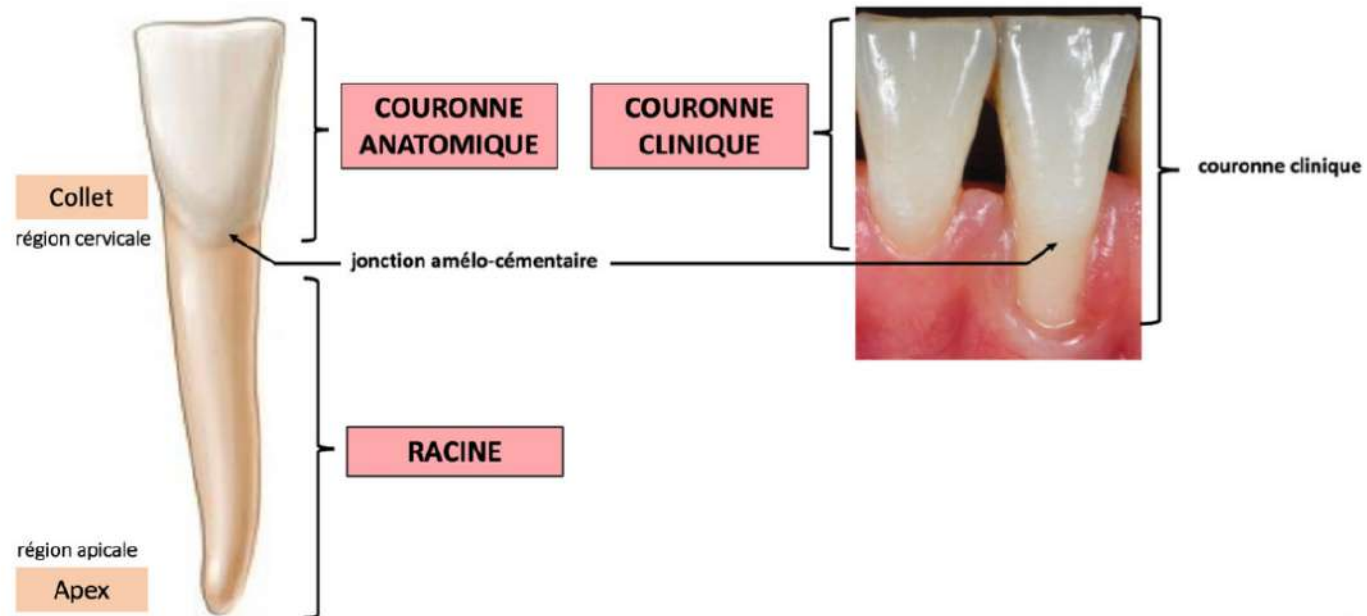 COURONNE
ANATOMIQUE
COURONNE
CLINIQUE
couronne clinique
Collet
région cervicale
jonction amélo-cémentaire
RACINE
région apicale
Apex